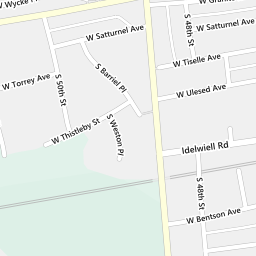 W Wycke
W Satturnel Ave
S 48th St
W Satturnel Ave
W Tiselle Ave
S Barriel Pl
W Torrey Ave
S 50th St
W Ulesed Ave
W Thistleby St
S Weston Pl
Idelwiell Rd
S 48th St
W Bentson Ave